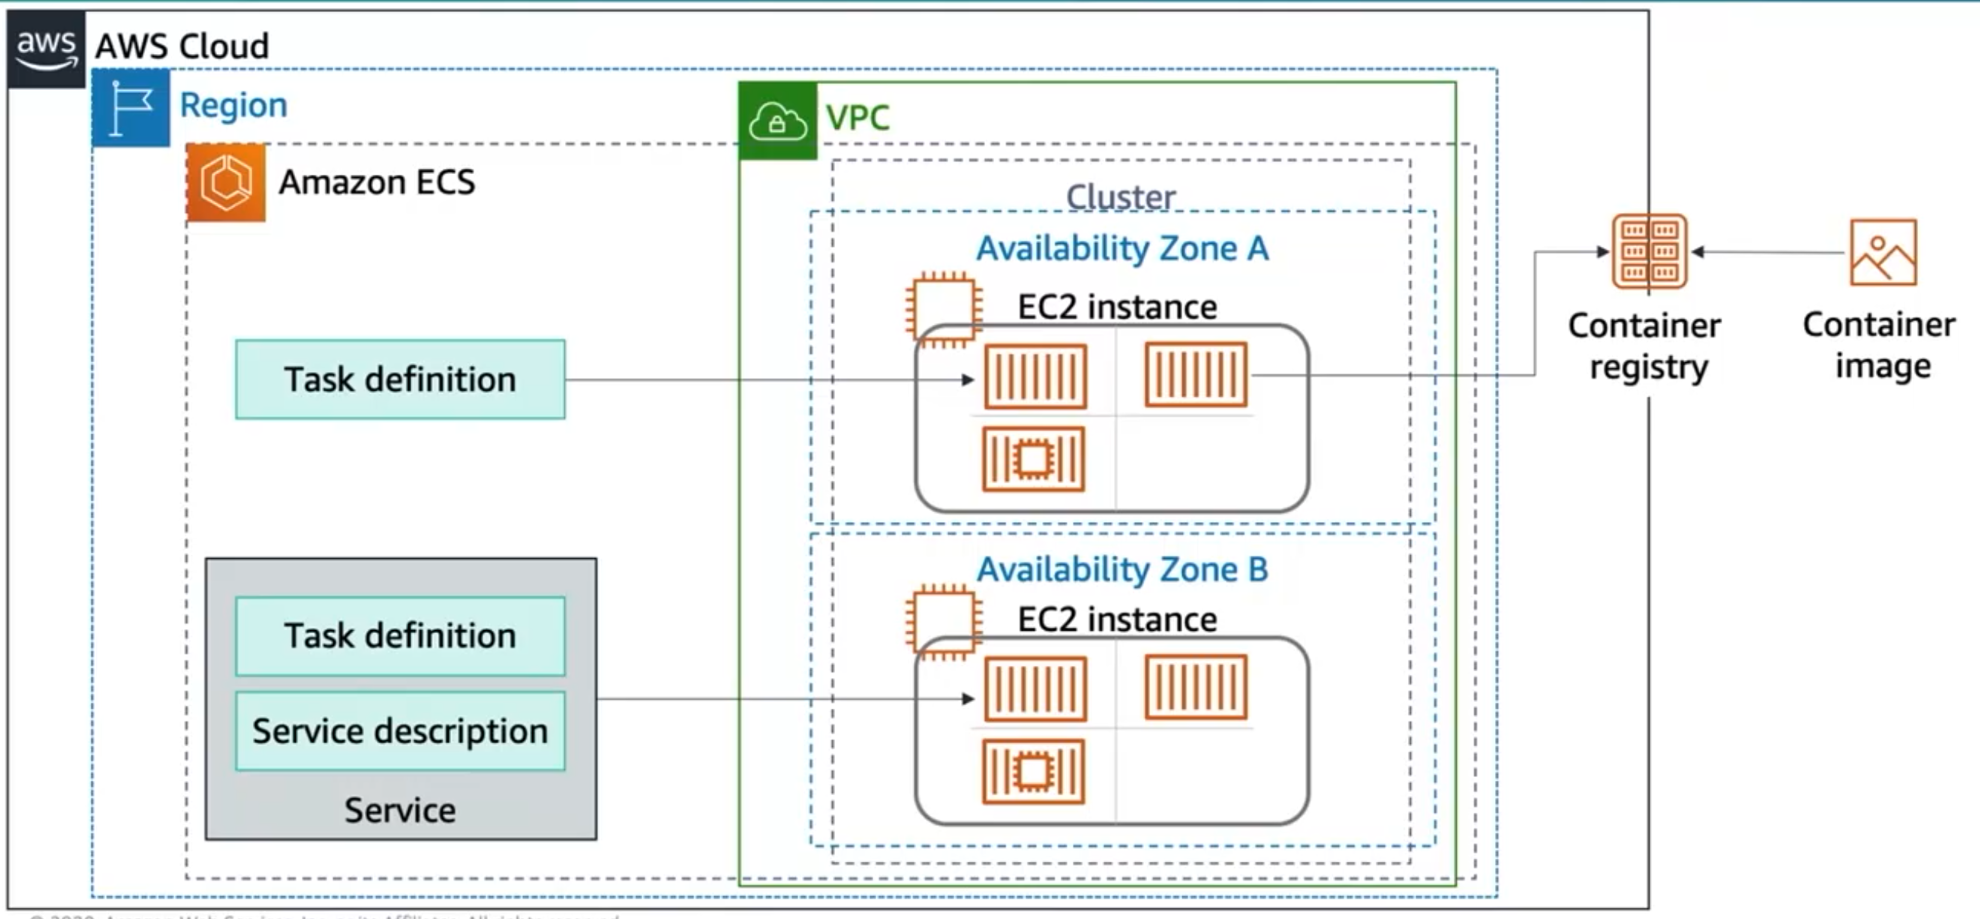 aws
AWS Cloud
Region
VPC
Amazon ECS
Cluster
Availability Zone A
EC2 instance
Task definition
Container
registry
Container
image
Availability Zone B
EC2 instance
Task definition
Service description
Service